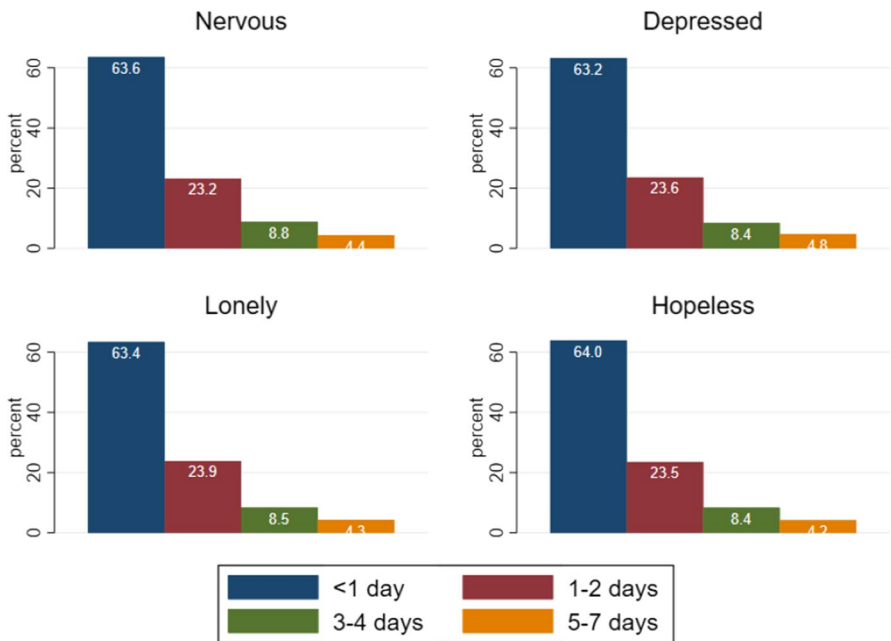 Nervous
Depressed
percent
0 20 40 60
63.6
23.2
8.8
4.4
percent
0 20 40 60
63.2
23.6
8.4
4.8
Lonely
Hopeless
percent
0 20 40 60
63.4
23.9
8.5
4.3
percent
0 20 40 60
64.0
23.5
8.4
4.2
<1 day
1-2 days
3-4 days
5-7 days